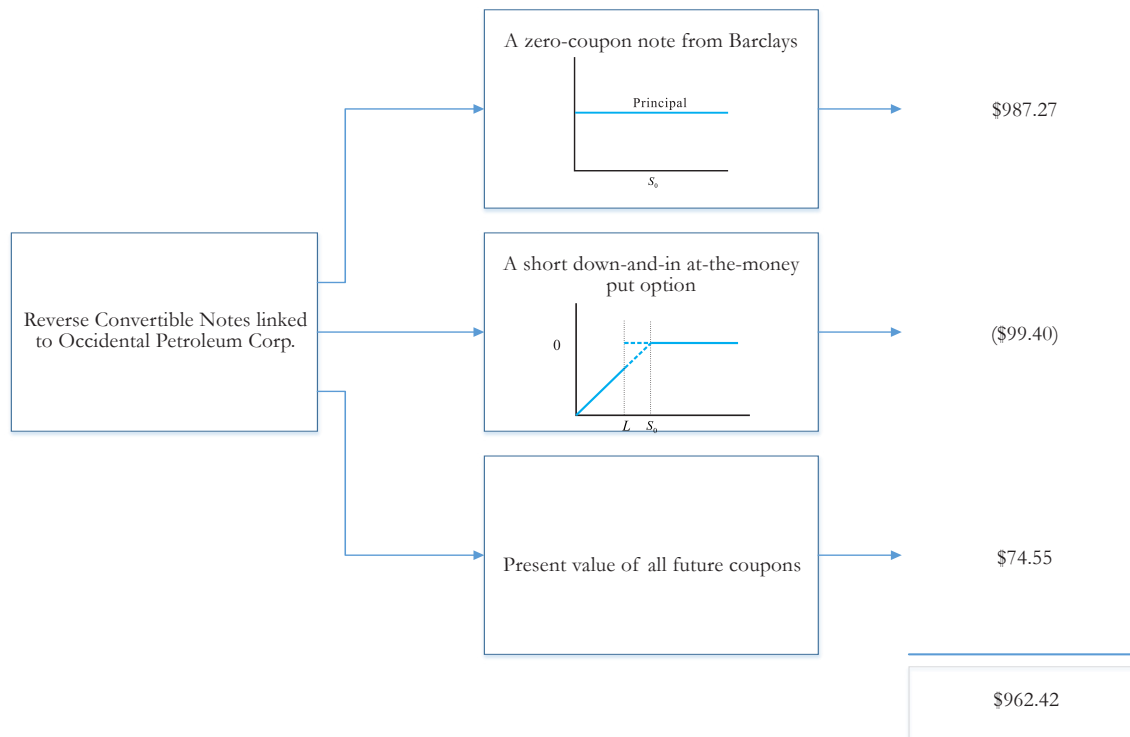 A zero-coupon note from Barclays
Principal
S₀
$987.27
Reverse Convertible Notes linked
to Occidental Petroleum Corp.
A short down-and-in at-the-money
put option
0
L S₀
($99.40)
Present value of all future coupons
$74.55
$962.42